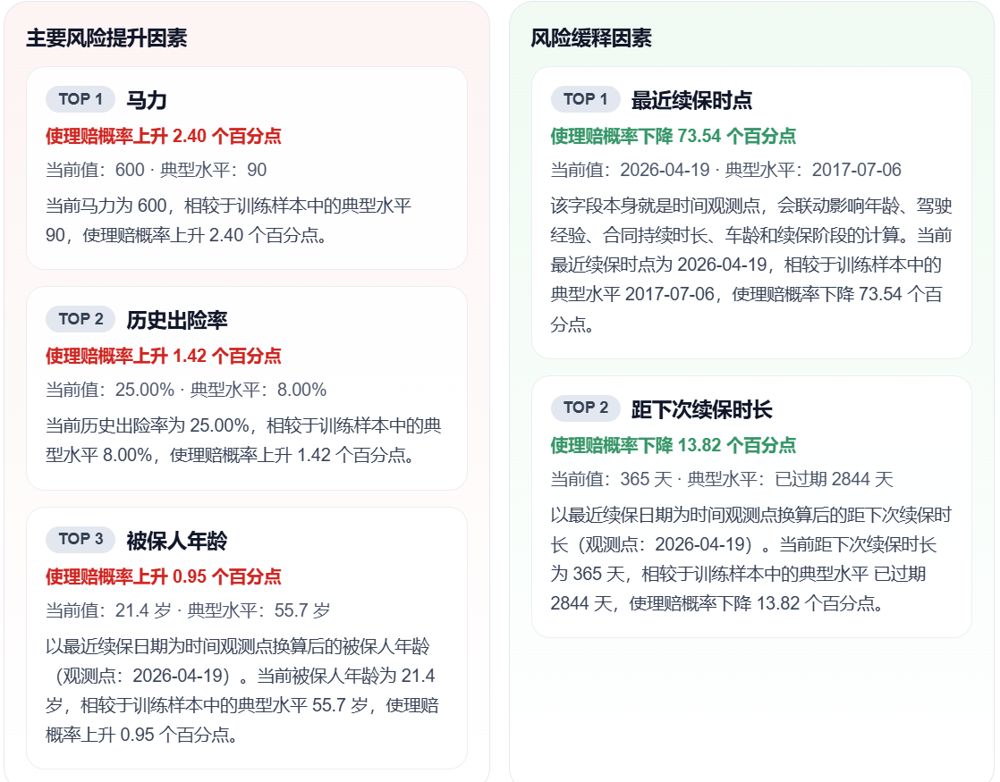 主要风险提升因素
TOP 1 马力
使理赔概率上升 2.40 个百分点
当前值：600 · 典型水平：90
当前马力为 600，相较于训练样本中的典型水平
90，使理赔概率上升 2.40 个百分点。
TOP 2 历史出险率
使理赔概率上升 1.42 个百分点
当前值：25.00% · 典型水平：8.00%
当前历史出险率为 25.00%，相较于训练样本中的典
型水平 8.00%，使理赔概率上升 1.42 个百分点。
TOP 3 被保人年龄
使理赔概率上升 0.95 个百分点
当前值：21.4 岁 · 典型水平：55.7 岁
以最近续保日期为时间观测点换算后的被保人年龄
（观测点：2026-04-19）。当前被保人年龄为 21.4
岁，相较于训练样本中的典型水平 55.7 岁，使理赔
概率上升 0.95 个百分点。
风险缓释因素
TOP 1 最近续保时点
使理赔概率下降 73.54 个百分点
当前值：2026-04-19 · 典型水平：2017-07-06
该字段本身就是时间观测点，会联动影响年龄、驾驶
经验、合同持续时长、车龄和续保阶段的计算。当前
最近续保时点为 2026-04-19，相较于训练样本中的
典型水平 2017-07-06，使理赔概率下降 73.54 个百
分点。
TOP 2 距下次续保时长
使理赔概率下降 13.82 个百分点
当前值：365 天 · 典型水平：已过期 2844 天
以最近续保日期为时间观测点换算后的距下次续保时
长（观测点：2026-04-19）。当前距下次续保时长
为 365 天，相较于训练样本中的典型水平 已过期
2844 天，使理赔概率下降 13.82 个百分点。